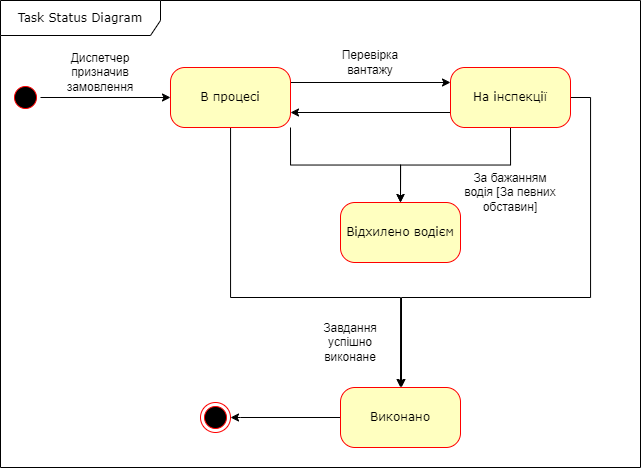 Task Status Diagram
Диспетчер
призначив
замовлення
Перевірка
вантажу
В процесі
На інспекції
За бажанням
водія [За певних
обставин]
Відхилено водієм
Завдання
успішно
виконане
Виконано